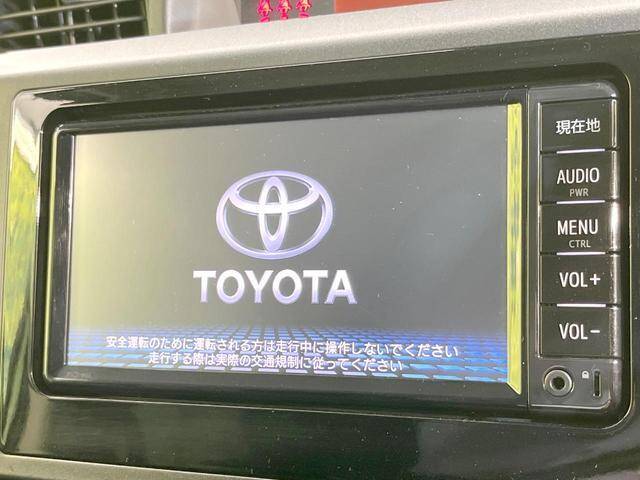 TOYOTA
安全運転のために運転される方は走行中に操作しないでください
走行する際は実際の交通規制に従ってください
現在地
AUDIO
PWR
MENU
CTRL
VOL+
VOL-